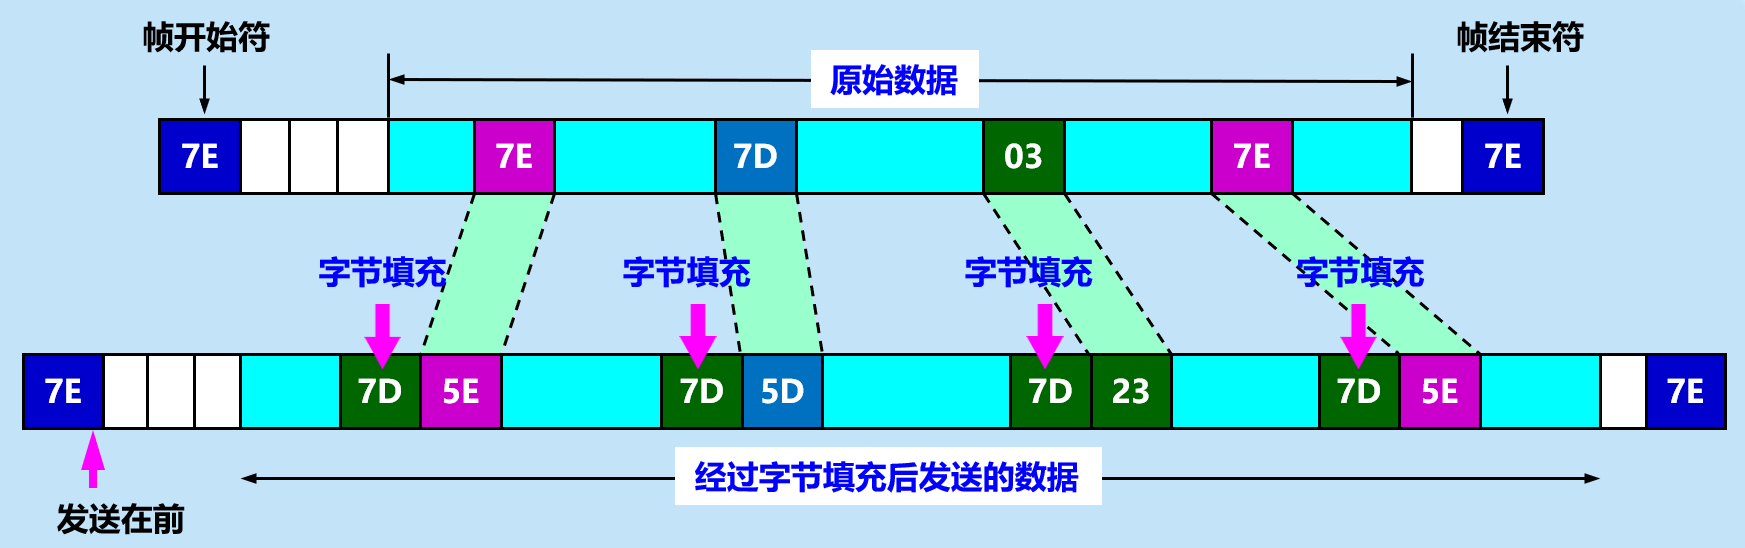 帧开始符
帧结束符
原始数据
7E 7E 7D 03 7E 7E
字节填充 字节填充 字节填充 字节填充
7E 7D 5E 7D 5D 7D 23 7D 5E 7E
经过字节填充后发送的数据
发送在前